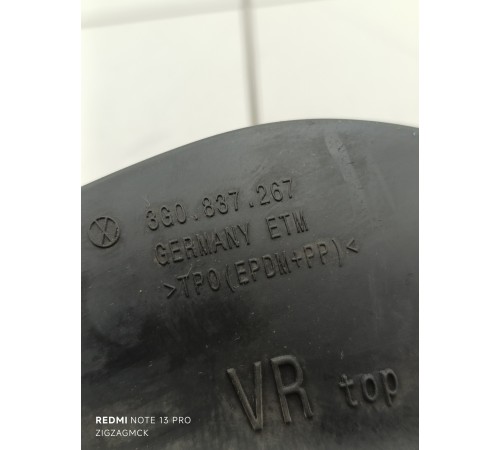 3G0.837.267
GERMANY ETM
>TPO(EPDM+PP)<
VR top
REDMI NOTE 13 PRO
ZIGZAGMCK